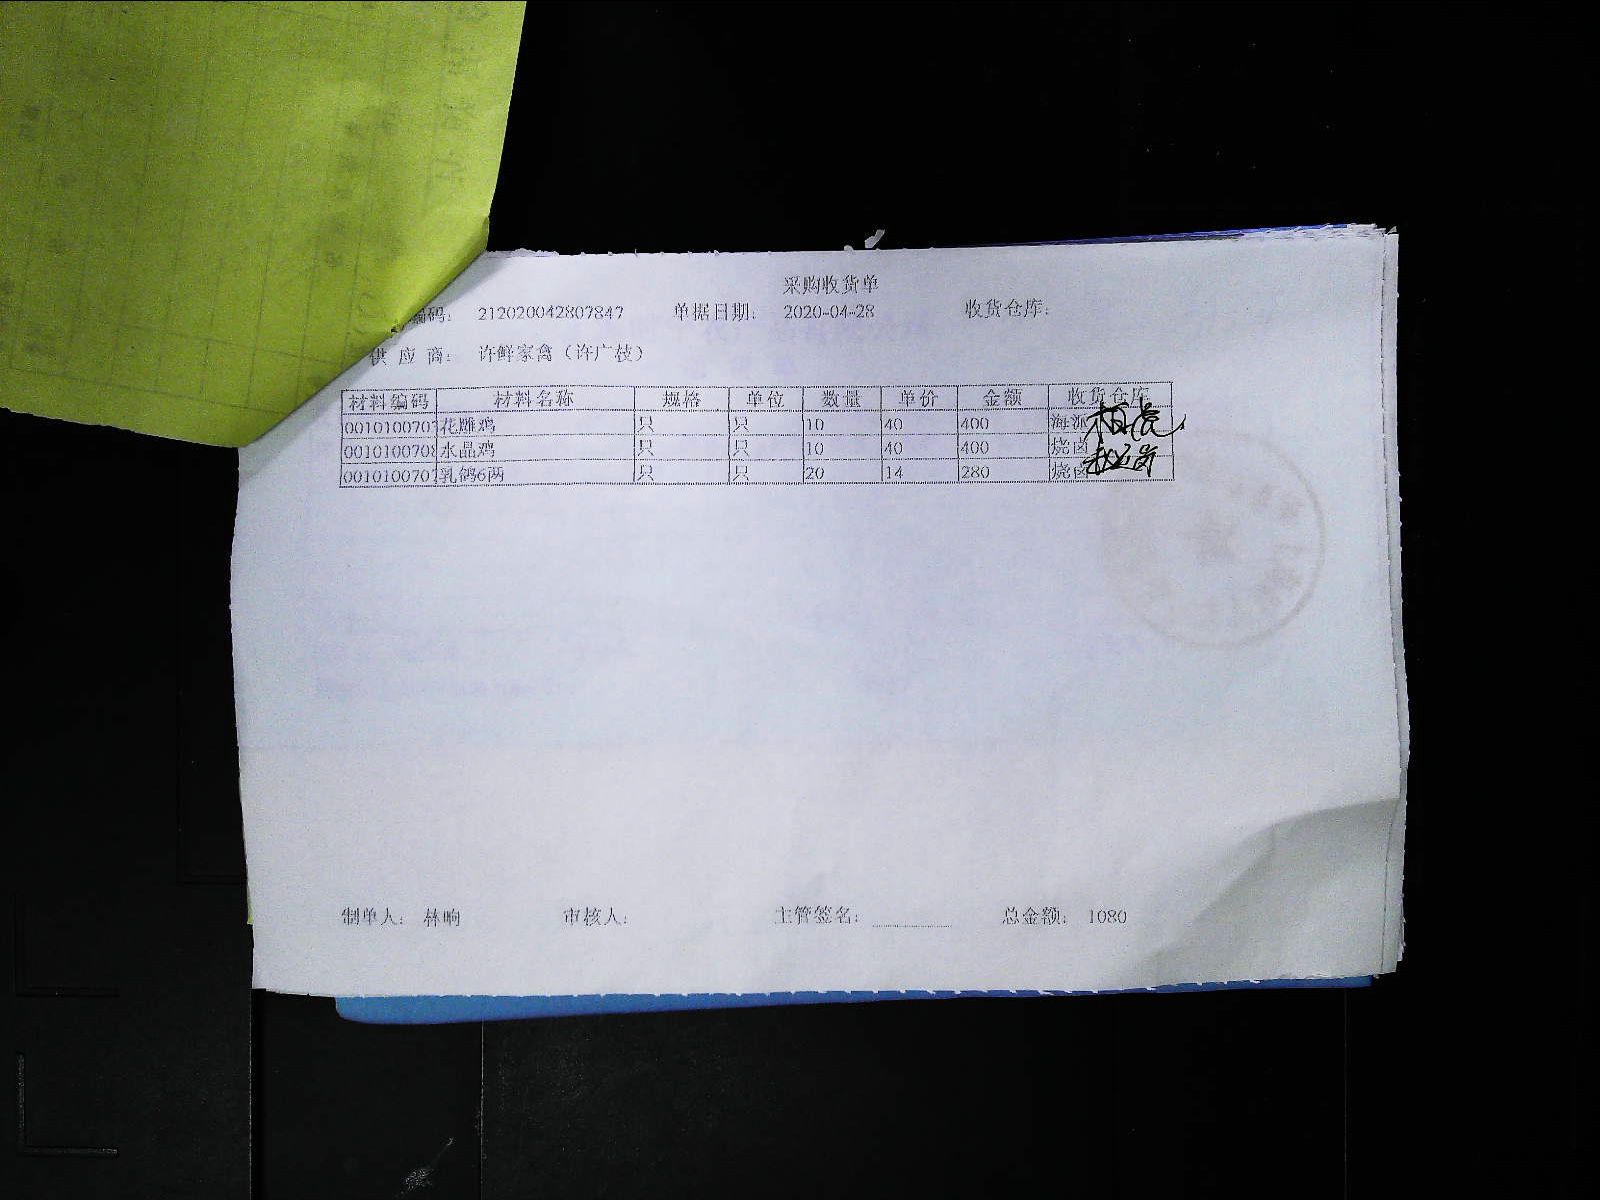 采购收货单
编码： 212020042807847 单据日期： 2020-04-28 收货仓库：
供应商： 许鲜家禽（许广枝）
材料编码 材料名称 规格 单位 数量 单价 金额 收货仓库
001010070 花雕鸡 只 只 10 40 400 海派
0010100708 水晶鸡 只 只 10 40 400 烧卤
001010070 乳鸽6两 只 只 20 14 280 烧卤
制单人： 林晌 审核人： 主管签名： 总金额： 1080